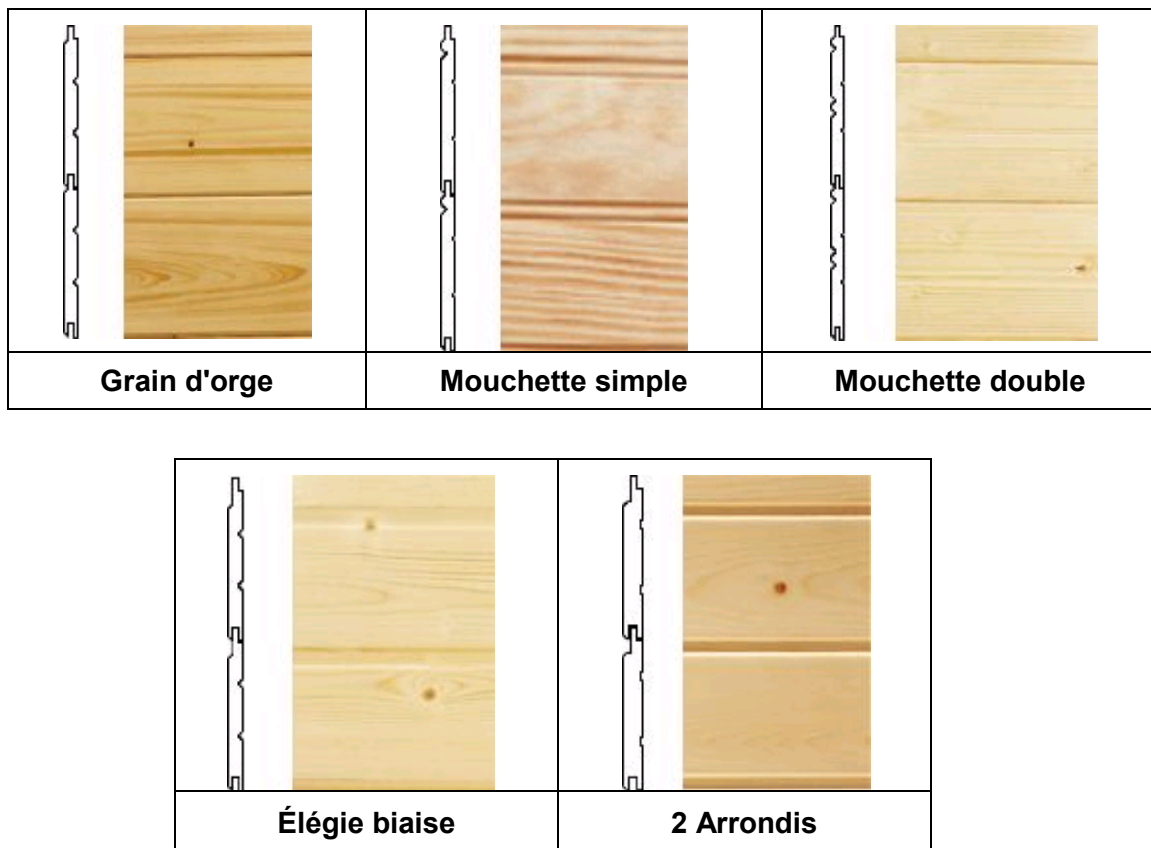 Grain d'orge
Mouchette simple
Mouchette double
Élégie biaise
2 Arrondis